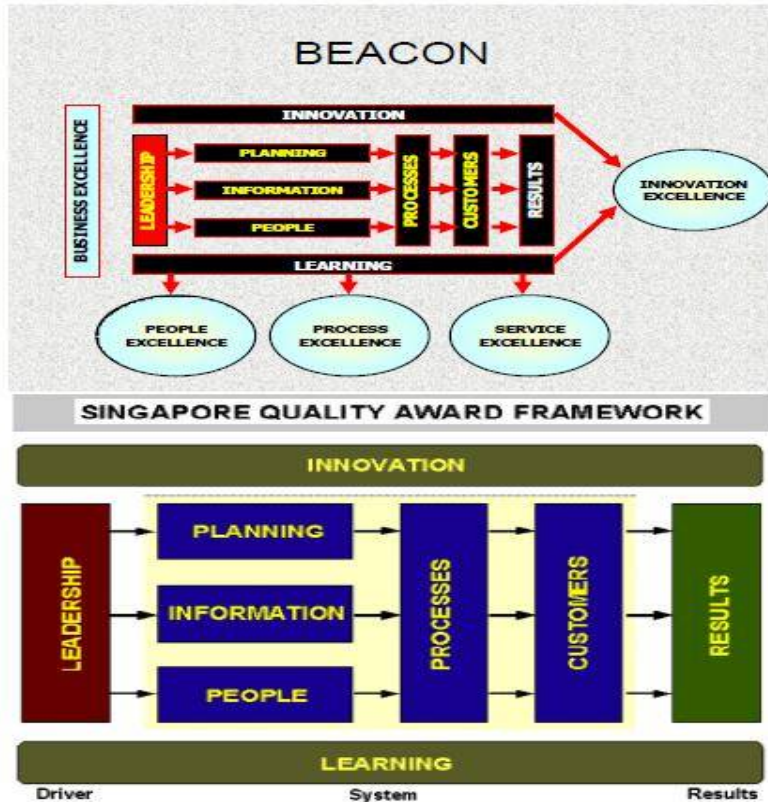 BEACON
BUSINESS EXCELLENCE
INNOVATION
LEADERSHIP
PLANNING
INFORMATION
PEOPLE
PROCESSES
CUSTOMERS
RESULTS
INNOVATION
EXCELLENCE
LEARNING
PEOPLE
EXCELLENCE
PROCESS
EXCELLENCE
SERVICE
EXCELLENCE
SINGAPORE QUALITY AWARD FRAMEWORK
INNOVATION
LEADERSHIP
PLANNING
INFORMATION
PEOPLE
PROCESSES
CUSTOMERS
RESULTS
LEARNING
Driver
System
Results